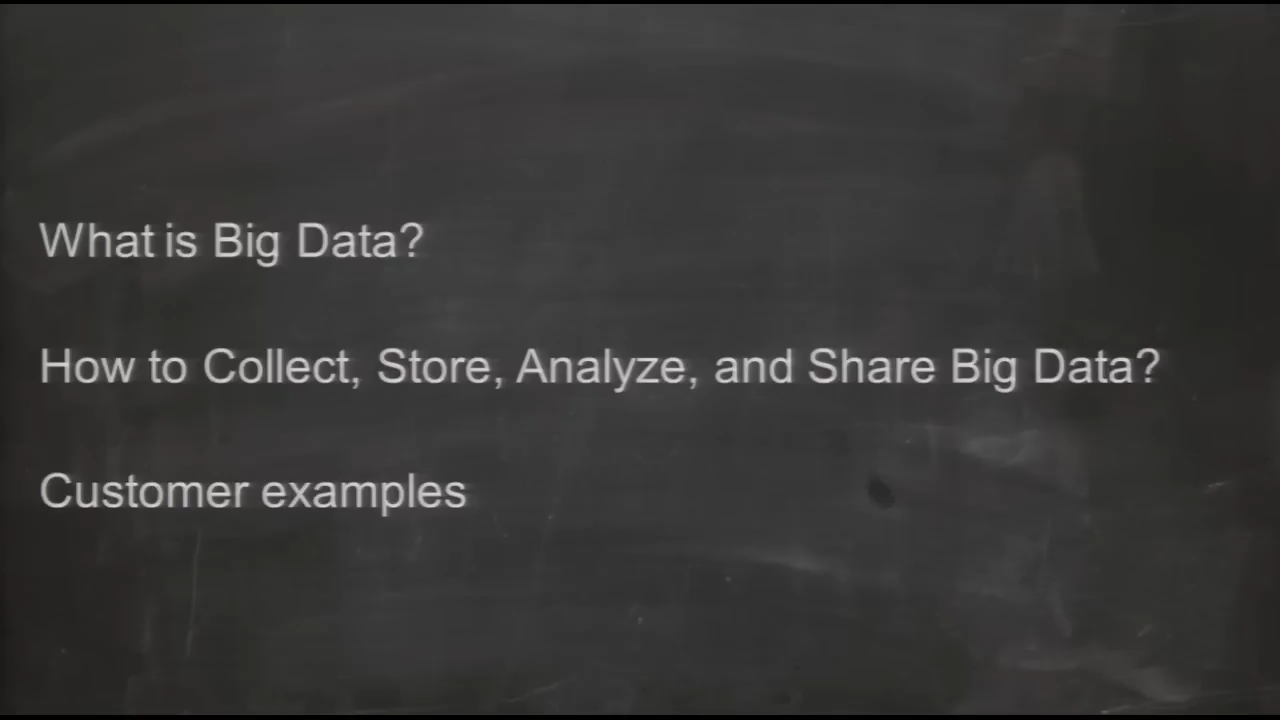 What is Big Data?
How to Collect, Store, Analyze, and Share Big Data?
Customer examples